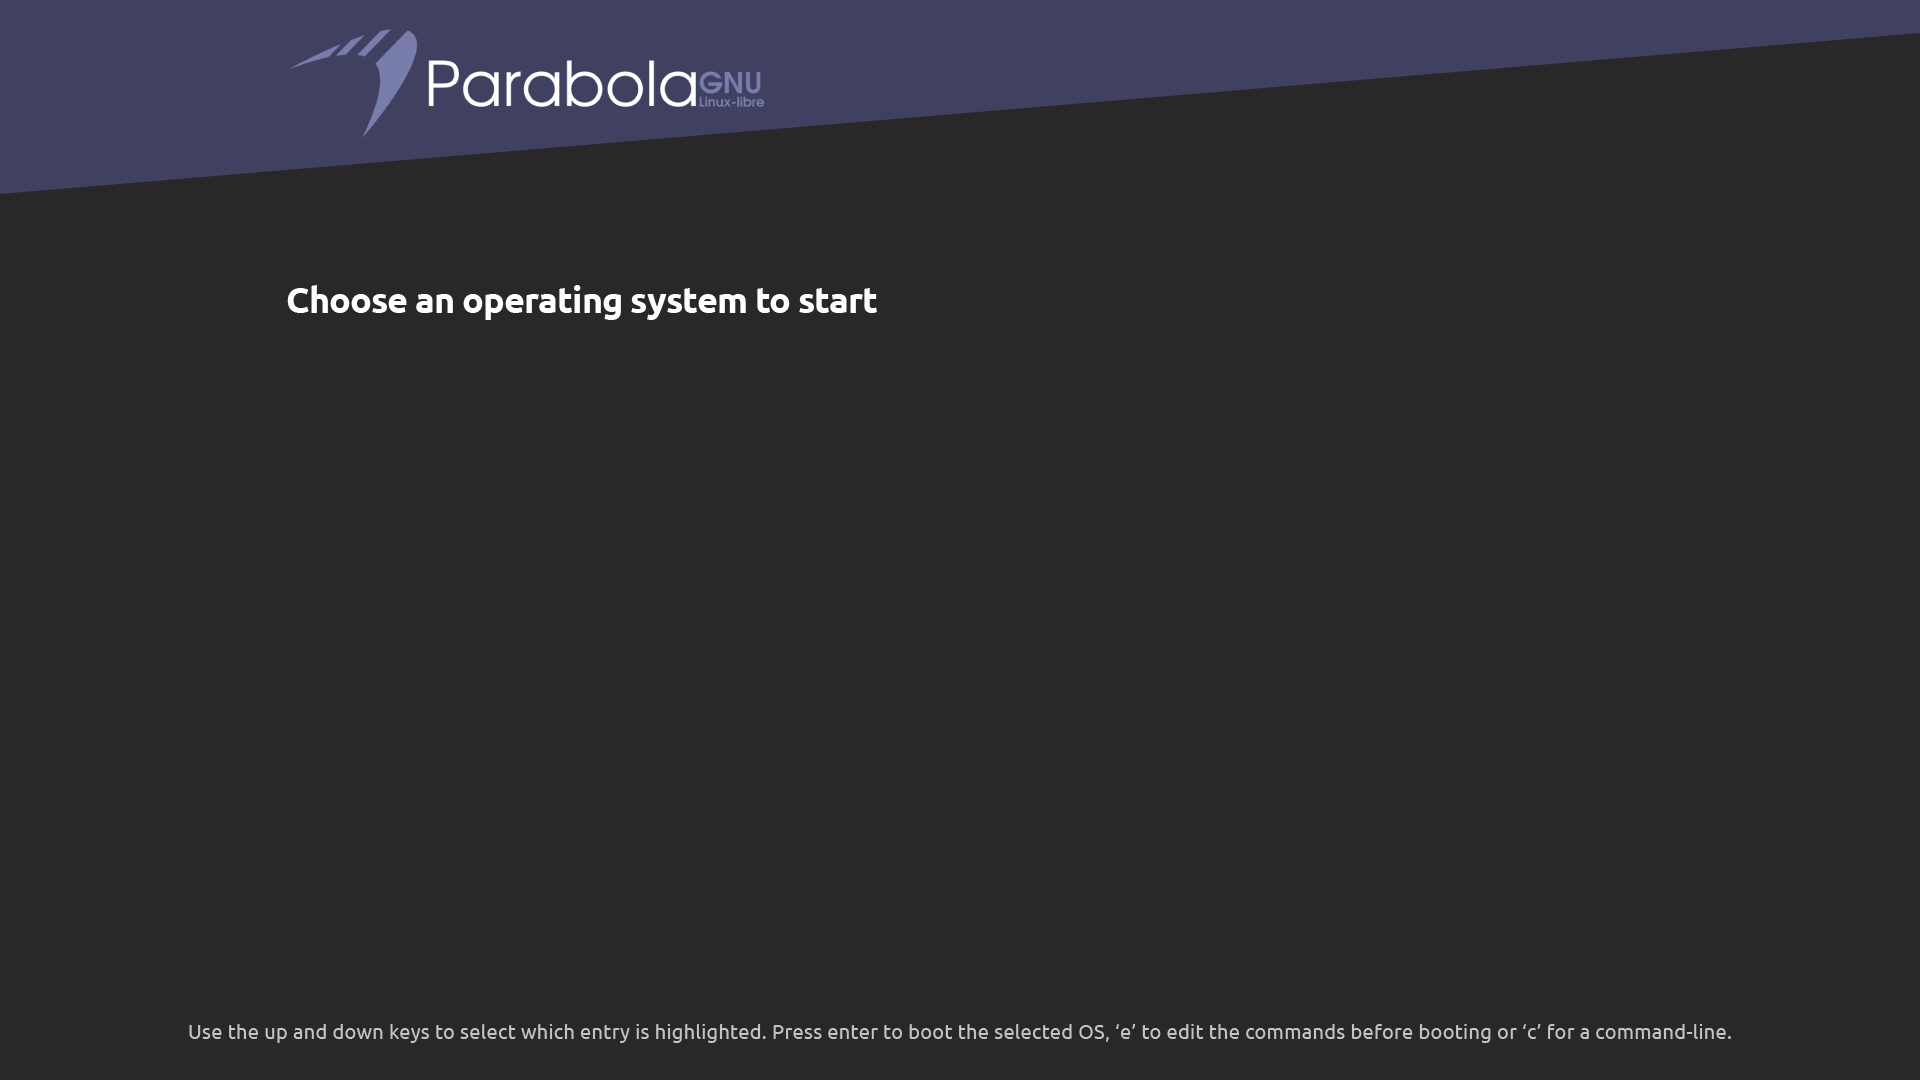 Parabola GNU
Linux-libre
Choose an operating system to start
Use the up and down keys to select which entry is highlighted. Press enter to boot the selected OS, ‘e’ to edit the commands before booting or ‘c’ for a command-line.